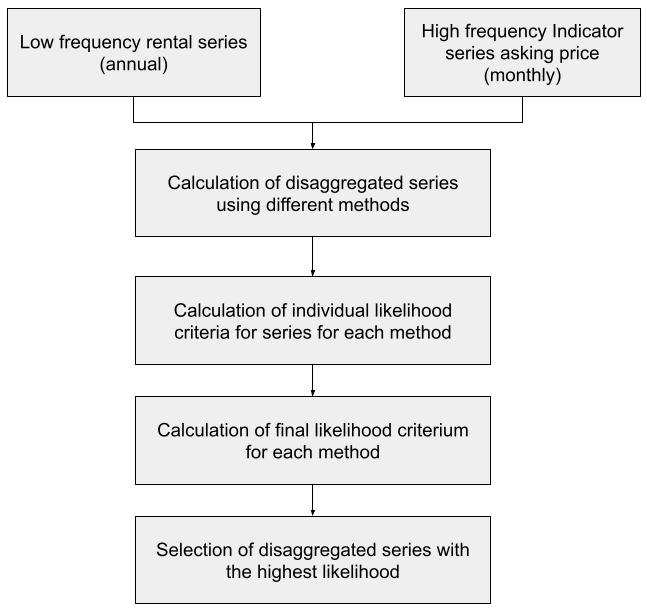 Low frequency rental series
(annual)
High frequency Indicator
series asking price
(monthly)
Calculation of disaggregated series
using different methods
Calculation of individual likelihood
criteria for series for each method
Calculation of final likelihood criterium
for each method
Selection of disaggregated series with
the highest likelihood